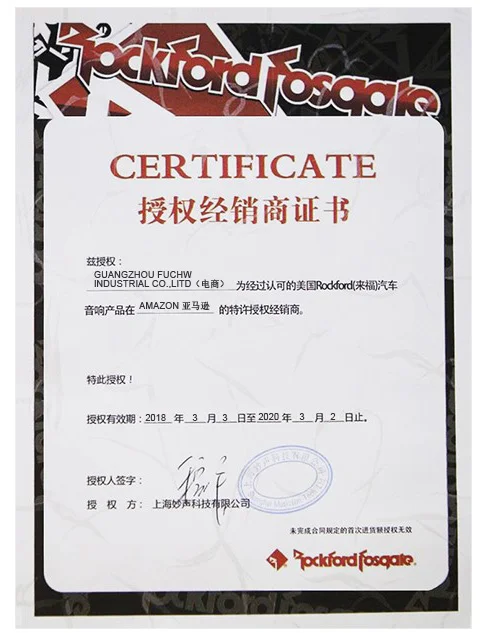 Rockford Fosgate
CERTIFICATE
授权经销商证书
兹授权：
GUANGZHOU FUCHW
INDUSTRIAL CO.,LITD（电商） 为经过认可的美国Rockford(来福)汽车
音响产品在 AMAZON 亚马逊 的特许授权经销商。
特此授权！
授权有效期：2018 年 3 月 3 日至 2020 年 3 月 2 日止。
授权人签字：
授 权 方： 上海妙声科技有限公司
未完成合同规定的首次进货额授权无效
Rockford Fosgate